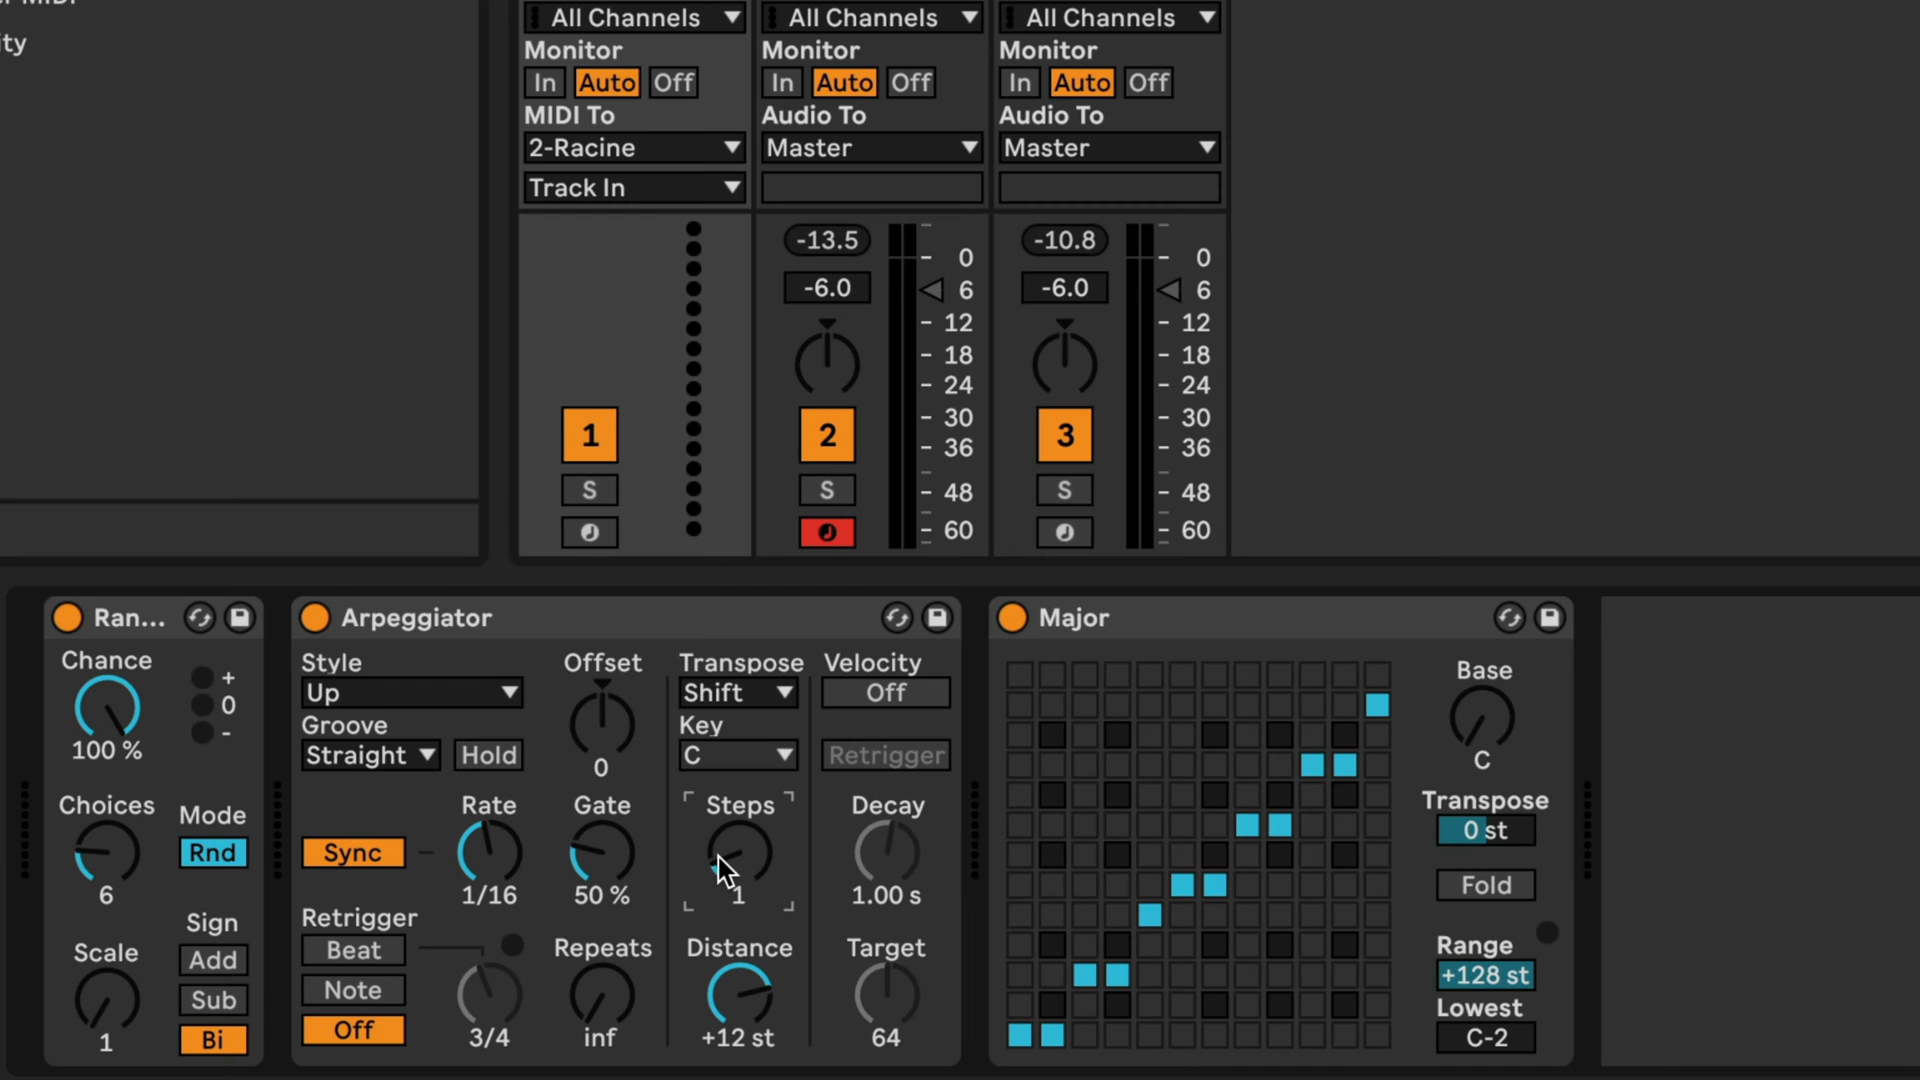 ity
All Channels
Monitor
In Auto Off
MIDI To
2-Racine
Track In
1
S
All Channels
Monitor
In Auto Off
Audio To
Master
-13.5
-6.0
0
6
12
18
24
30
36
48
60
2
S
All Channels
Monitor
In Auto Off
Audio To
Master
-10.8
-6.0
0
6
12
18
24
30
36
48
60
3
S
Ran...
Chance
100 %
+
0
-
Choices
6
Mode
Rnd
Scale
1
Sign
Add
Sub
Bi
Arpeggiator
Style
Up
Groove
Straight Hold
Offset
0
Sync
Rate
1/16
Gate
50 %
Retrigger
Beat
Note
Off
3/4
Repeats
inf
Transpose
Shift
Key
C
Steps
1
Distance
+12 st
Velocity
Off
Retrigger
Decay
1.00 s
Target
64
Major
Base
C
Transpose
0 st
Fold
Range
+128 st
Lowest
C-2